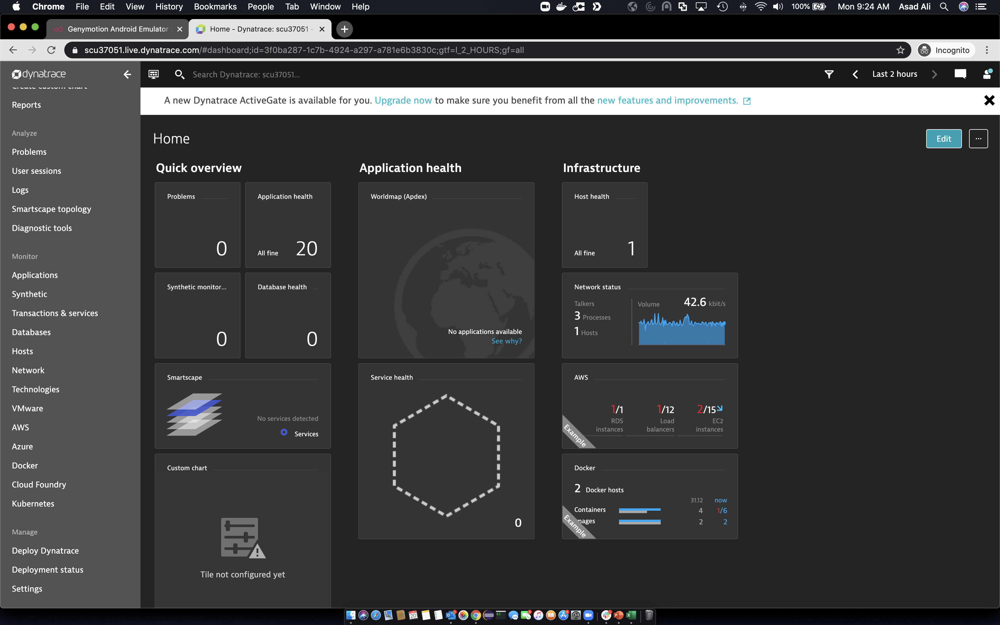 Chrome File Edit View History Bookmarks People Tab Window Help
100% Mon 9:24 AM Asad Ali
Genymotion Android Emulator
Home - Dynatrace: scu37051 -
scu37051.live.dynatrace.com/#dashboard;id=3f0ba287-1c7b-4924-a297-a781e6b3830c;gtf=l_2_HOURS;gf=all
Incognito
dynatrace
Search Dynatrace: scu37051...
Last 2 hours
Create custom chart
Reports
Analyze
Problems
User sessions
Logs
Smartscape topology
Diagnostic tools
Monitor
Applications
Synthetic
Transactions & services
Databases
Hosts
Network
Technologies
VMware
AWS
Azure
Docker
Cloud Foundry
Kubernetes
Manage
Deploy Dynatrace
Deployment status
Settings
A new Dynatrace ActiveGate is available for you. Upgrade now to make sure you benefit from all the new features and improvements.
Home
Edit
...
Quick overview
Problems
0
Application health
All fine 20
Synthetic monitor...
0
Database health
0
Smartscape
No services detected
Services
Custom chart
Tile not configured yet
Application health
Worldmap (Apdex)
No applications available
See why?
Service health
0
Infrastructure
Host health
All fine 1
Network status
Talkers
3 Processes
1 Hosts
Volume 42.6 kbit/s
AWS
1/1
RDS
instances
1/12
Load
balancers
2/15
EC2
instances
Example
Docker
2 Docker hosts
31.12 now
Containers 4 1/6
mages 2 2
Example
20